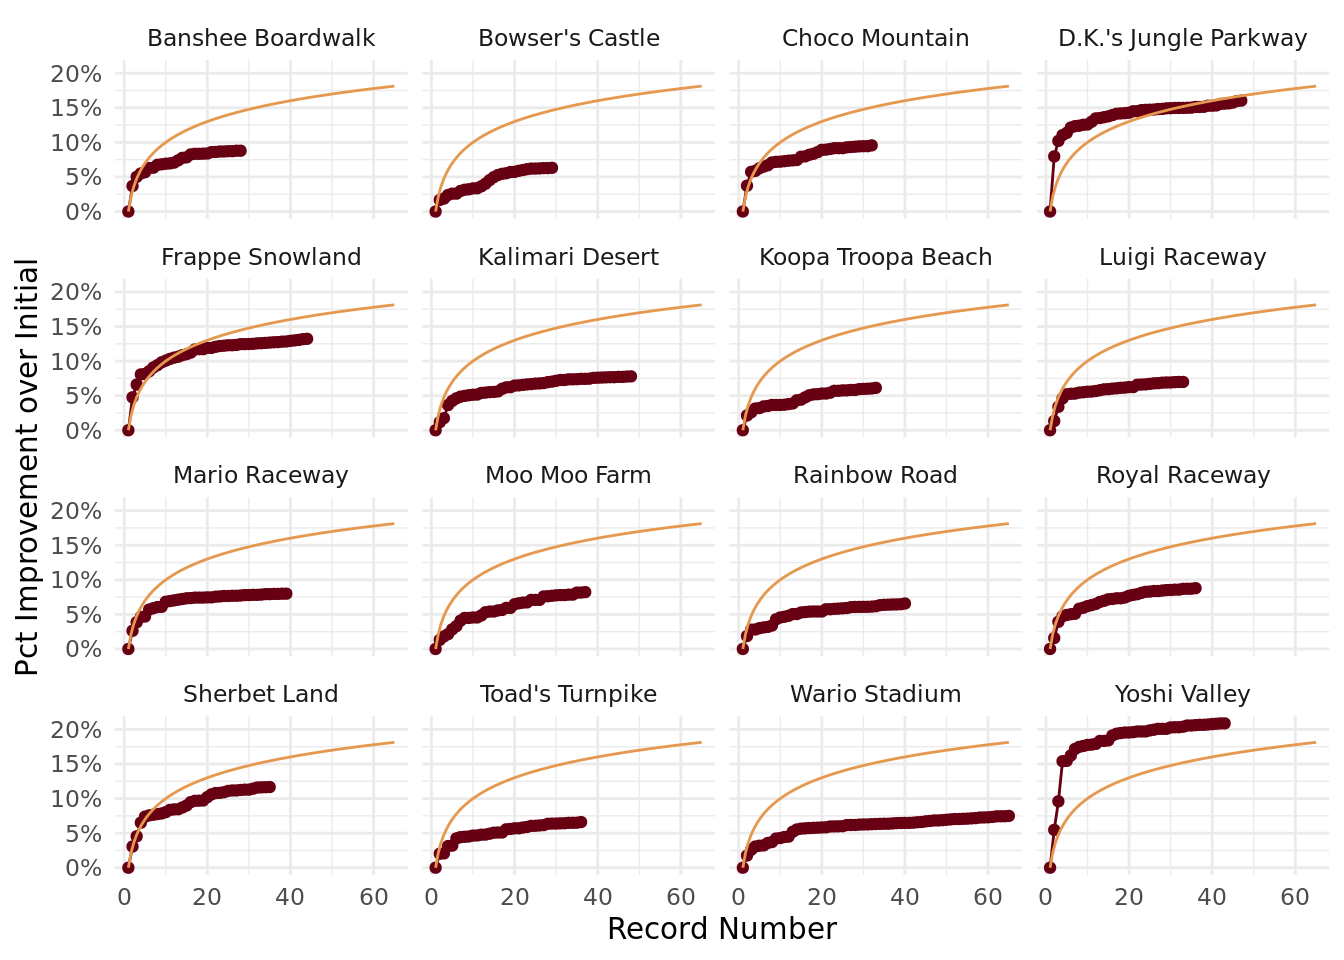 Banshee Boardwalk Bowser's Castle Choco Mountain D.K.'s Jungle Parkway
20%
15%
10%
5%
0%
Frappe Snowland Kalimari Desert Koopa Troopa Beach Luigi Raceway
20%
15%
10%
5%
0%
Mario Raceway Moo Moo Farm Rainbow Road Royal Raceway
20%
15%
10%
5%
0%
Sherbet Land Toad's Turnpike Wario Stadium Yoshi Valley
20%
15%
10%
5%
0%
0 20 40 60 0 20 40 60 0 20 40 60 0 20 40 60
Record Number
Pct Improvement over Initial